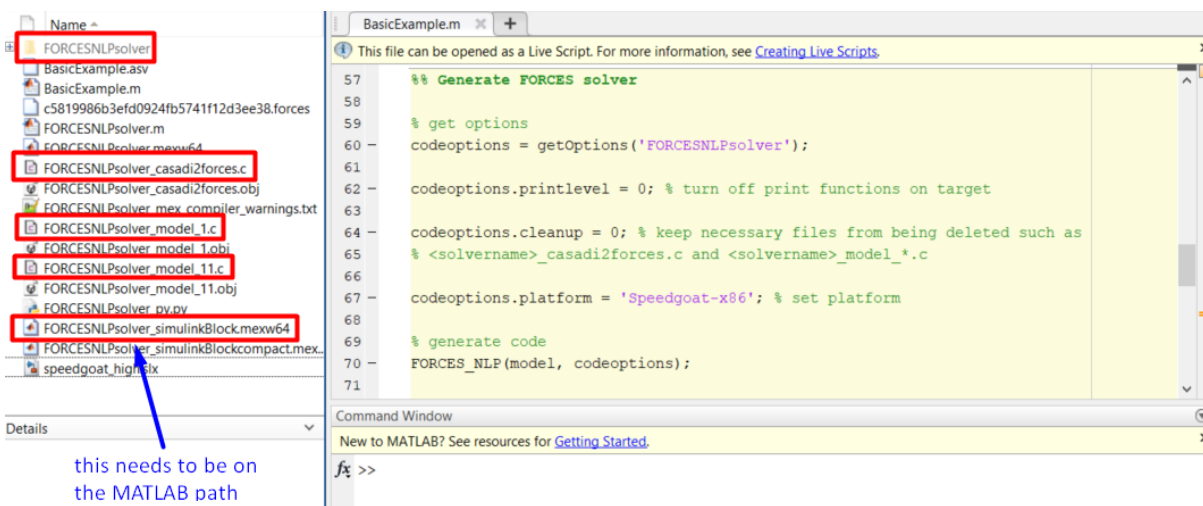 Name
FORCESNLPsolver
BasicExample.asv
BasicExample.m
c5819986b3efd0924fb5741f12d3ee38.forces
FORCESNLPsolver.m
FORCESNLPsolver.mexw64
FORCESNLPsolver_casadi2forces.c
FORCESNLPsolver_casadi2forces.obj
FORCESNLPsolver_mex_compiler_warnings.txt
FORCESNLPsolver_model_1.c
FORCESNLPsolver_model_1.obj
FORCESNLPsolver_model_11.c
FORCESNLPsolver_model_11.obj
FORCESNLPsolver_py.py
FORCESNLPsolver_simulinkBlock.mexw64
FORCESNLPsolver_simulinkBlockcompact.mex...
Details
this needs to be on
the MATLAB path
BasicExample.m
This file can be opened as a Live Script. For more information, see Creating Live Scripts.
57 %% Generate FORCES solver
58
59 % get options
60 – codeoptions = getOptions('FORCESNLPsolver');
61
62 – codeoptions.printlevel = 0; % turn off print functions on target
63
64 – codeoptions.cleanup = 0; % keep necessary files from being deleted such as
65 % <solvername>_casadi2forces.c and <solvername>_model_*.c
66
67 – codeoptions.platform = 'Speedgoat-x86'; % set platform
68
69 % generate code
70 – FORCES_NLP(model, codeoptions);
71
Command Window
New to MATLAB? See resources for Getting Started.
fx >>